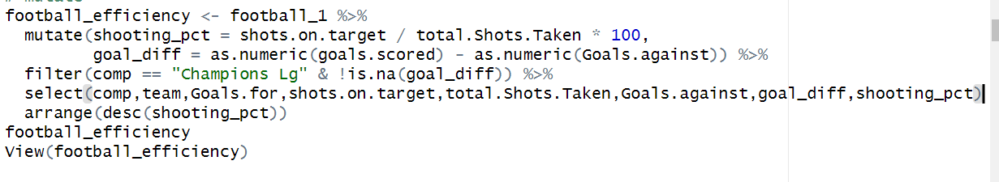 # mutate
football_efficiency <- football_1 %>%
  mutate(shooting_pct = shots.on.target / total.Shots.Taken * 100,
         goal_diff = as.numeric(goals.scored) - as.numeric(Goals.against)) %>%
  filter(comp == "Champions Lg" & !is.na(goal_diff)) %>%
  select(comp,team,Goals.for,shots.on.target,total.Shots.Taken,Goals.against,goal_diff,shooting_pct)
  arrange(desc(shooting_pct))
football_efficiency
View(football_efficiency)